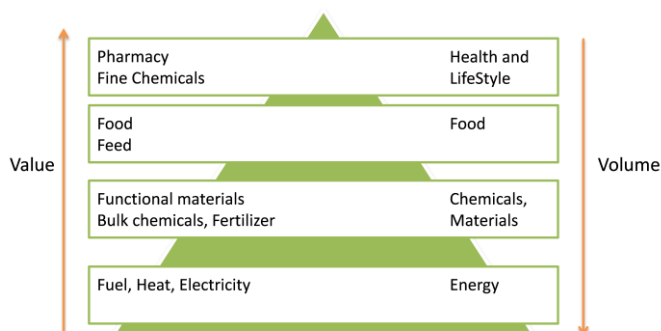 Pharmacy
Fine Chemicals
Health and
LifeStyle
Food
Feed
Food
Value
Volume
Functional materials
Bulk chemicals, Fertilizer
Chemicals,
Materials
Fuel, Heat, Electricity
Energy